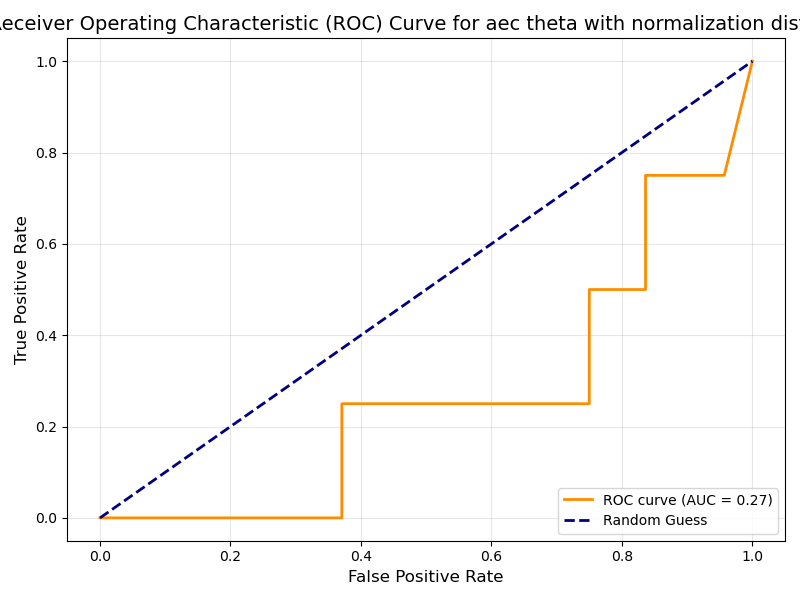 eceiver Operating Characteristic (ROC) Curve for aec theta with normalization dis
1.0
0.8
0.6
0.4
0.2
0.0
True Positive Rate
0.0 0.2 0.4 0.6 0.8 1.0
False Positive Rate
ROC curve (AUC = 0.27)
Random Guess